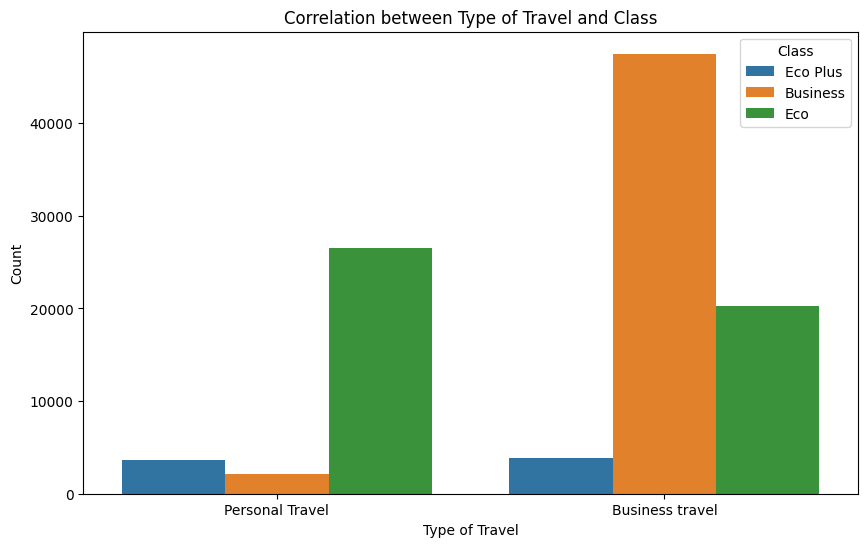 Correlation between Type of Travel and Class
Class
Eco Plus
Business
Eco
Count
40000
30000
20000
10000
0
Personal Travel
Business travel
Type of Travel